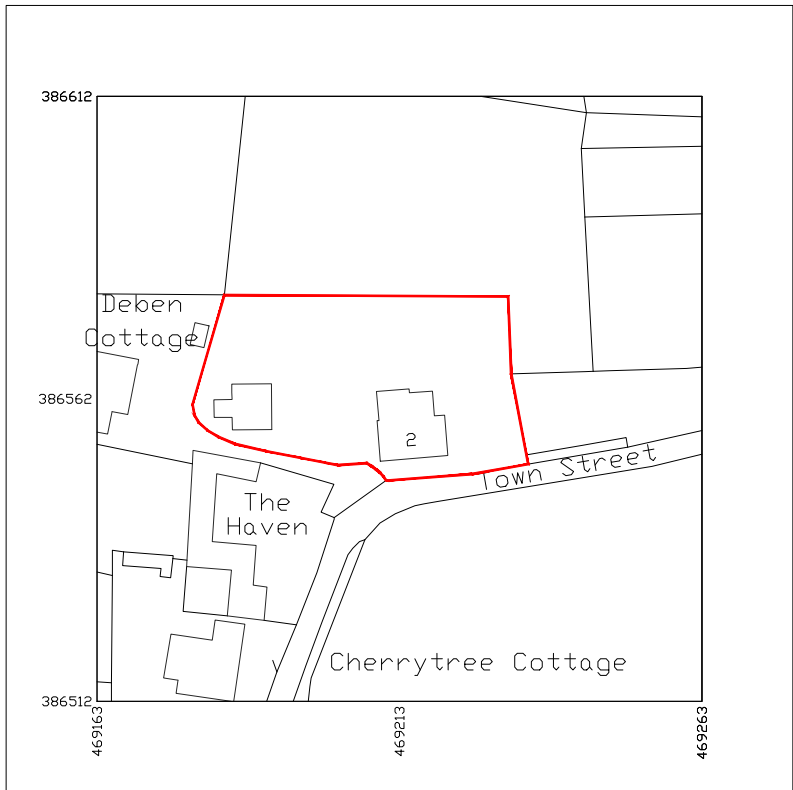 386612
Deben
Cottage
386562
2
Town Street
The
Haven
Cherrytree Cottage
386512
469163
469213
469263